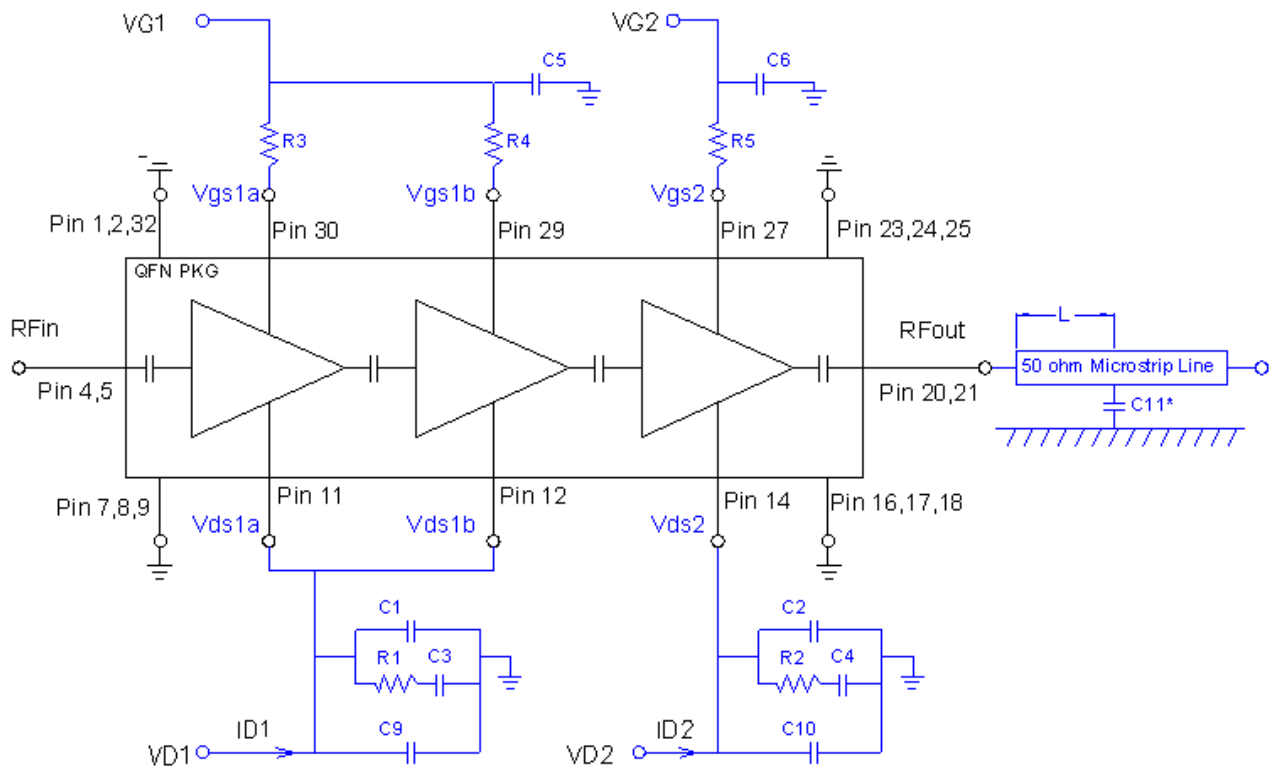 VG1
VG2
C5
C6
R3
R4
R5
Vgs1a
Vgs1b
Vgs2
Pin 1,2,32
Pin 30
Pin 29
Pin 27
Pin 23,24,25
QFN PKG
RFin
RFout
L
50 ohm Microstrip Line
Pin 4,5
Pin 20,21
C11*
Pin 7,8,9
Pin 11
Pin 12
Pin 14
Pin 16,17,18
Vds1a
Vds1b
Vds2
C1
C2
R1
C3
R2
C4
ID1
C9
ID2
C10
VD1
VD2